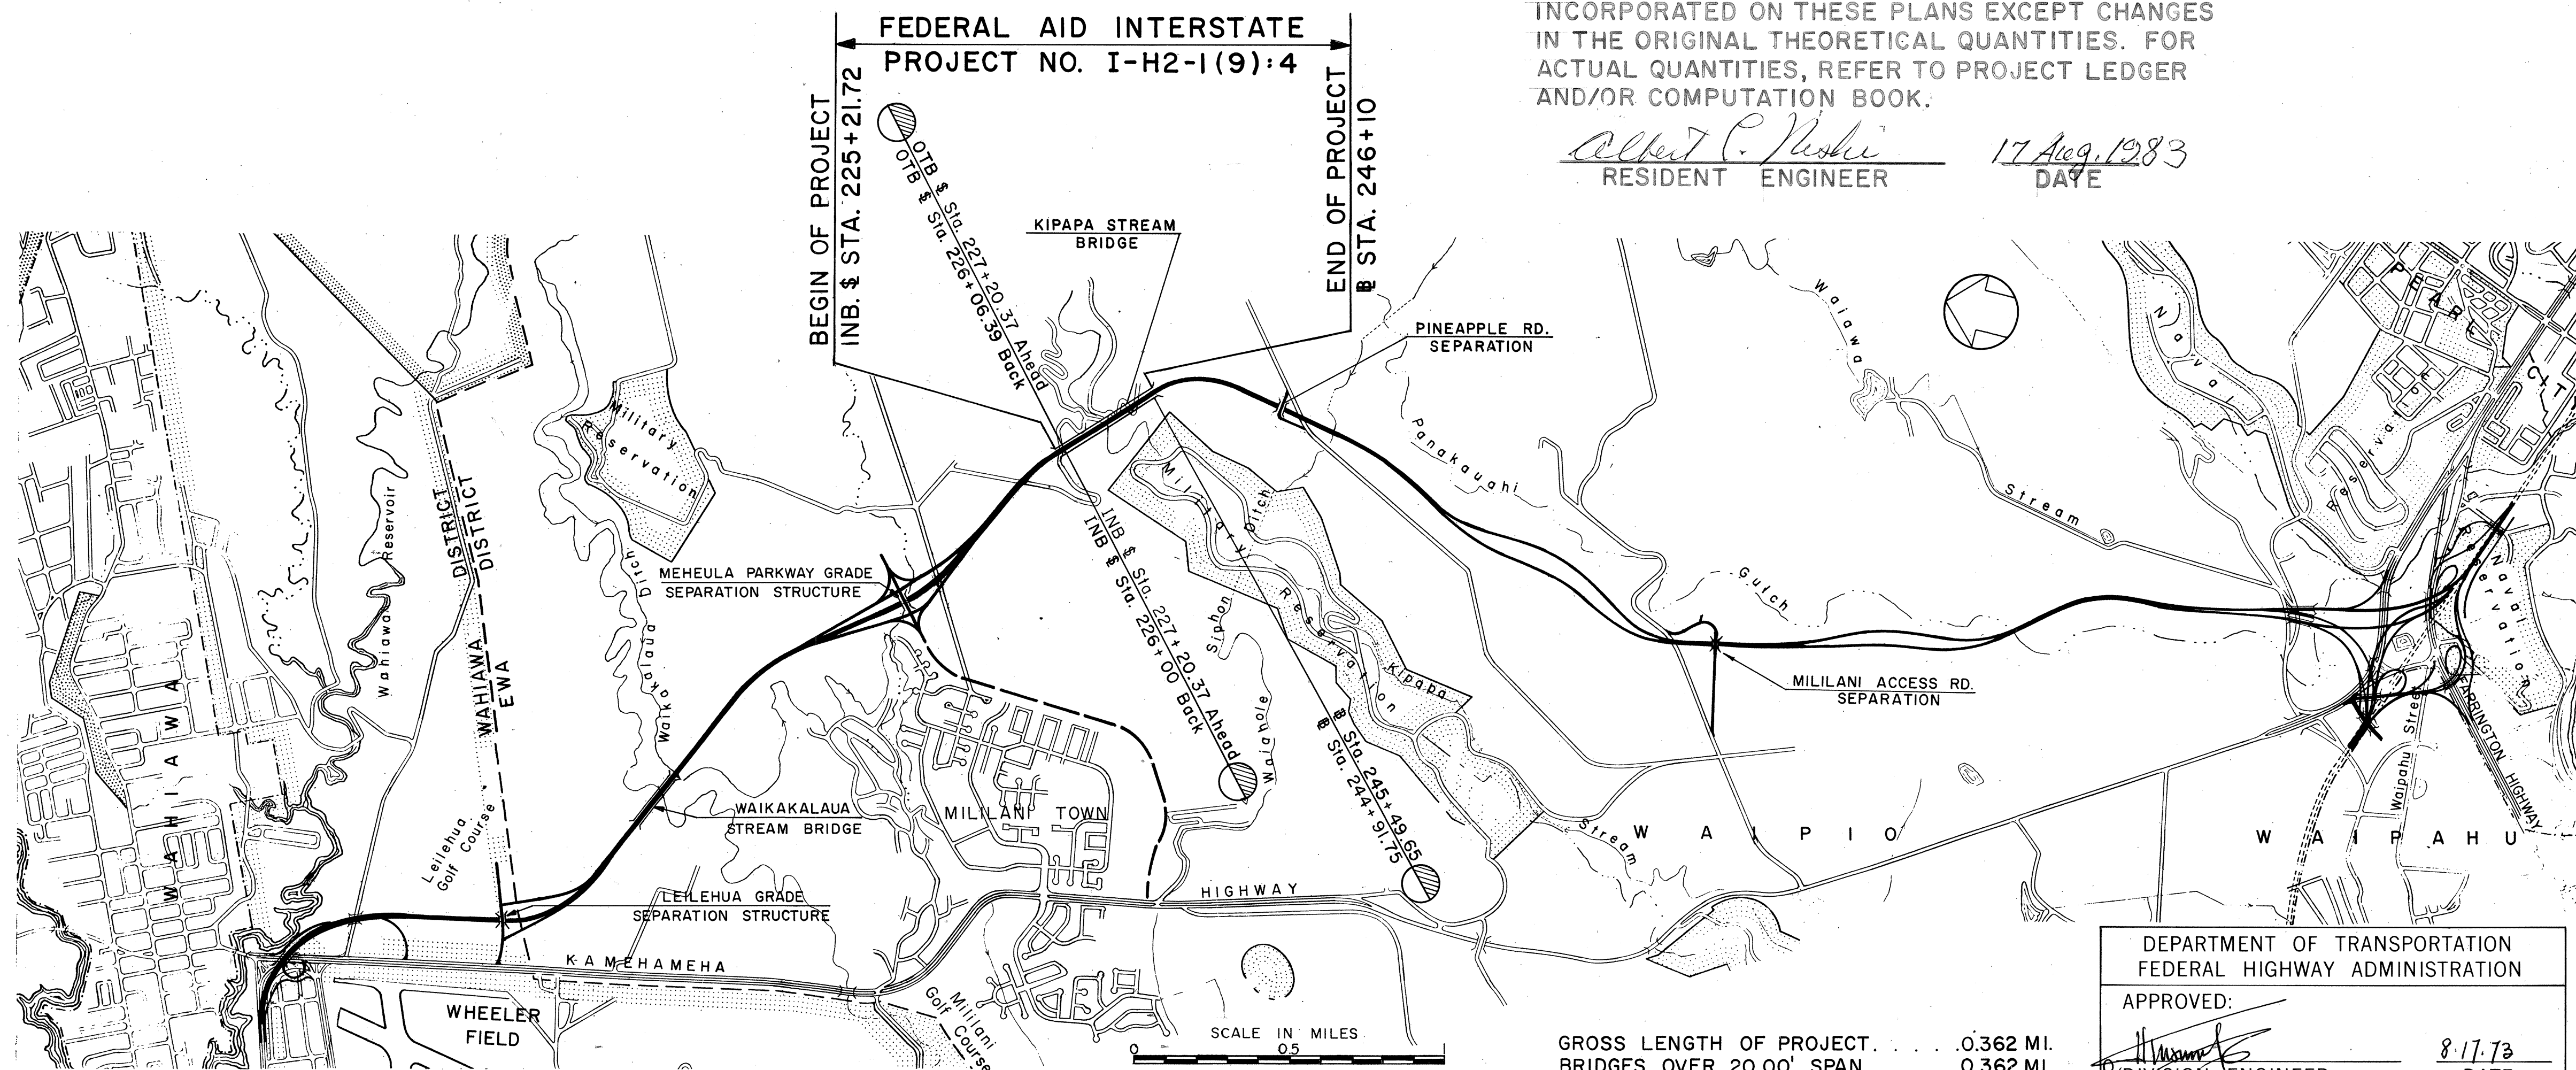 FEDERAL AID INTERSTATE
PROJECT NO. I-H2-1(9):4
BEGIN OF PROJECT
INB. ℄ STA. 225+21.72
END OF PROJECT
℄ STA. 246+10
INCORPORATED ON THESE PLANS EXCEPT CHANGES
IN THE ORIGINAL THEORETICAL QUANTITIES. FOR
ACTUAL QUANTITIES, REFER TO PROJECT LEDGER
AND/OR COMPUTATION BOOK.
17 Aug. 1983
RESIDENT ENGINEER
DATE
OTB ℄ Sta. 227+20.37 Ahead
OTB ℄ Sta. 226+06.39 Back
KIPAPA STREAM
BRIDGE
PINEAPPLE RD.
SEPARATION
Military
Reservation
Wahiawa Reservoir
WAHIAWA DISTRICT
EWA DISTRICT
Waikakalaua Ditch
MEHEULA PARKWAY GRADE
SEPARATION STRUCTURE
INB ℄ Sta. 227+20.37 Ahead
INB ℄ Sta. 226+00 Back
Military Reservation
Waiahole Siphon Ditch
Kipapa Stream
℄ Sta. 245+49.65
℄ Sta. 244+91.75
Panakauahi Gutch
Waiawa Stream
PEARL CITY
Naval Reservation
Naval Reservation
MILILANI ACCESS RD.
SEPARATION
FARRINGTON HIGHWAY
Waipahu Street
WAHIAWA
Leilehua
Golf Course
WAIKAKALAUA
STREAM BRIDGE
MILILANI TOWN
WAIPIO
WAIPAHU
LEILEHUA GRADE
SEPARATION STRUCTURE
KAMEHAMEHA HIGHWAY
WHEELER
FIELD
Mililani
Golf Course
SCALE IN MILES
0 0.5 1
GROSS LENGTH OF PROJECT. . . . .0.362 MI.
BRIDGES OVER 20.00' SPAN 0.362 MI.
DEPARTMENT OF TRANSPORTATION
FEDERAL HIGHWAY ADMINISTRATION
APPROVED:
8.17.73
DIVISION ENGINEER
DATE